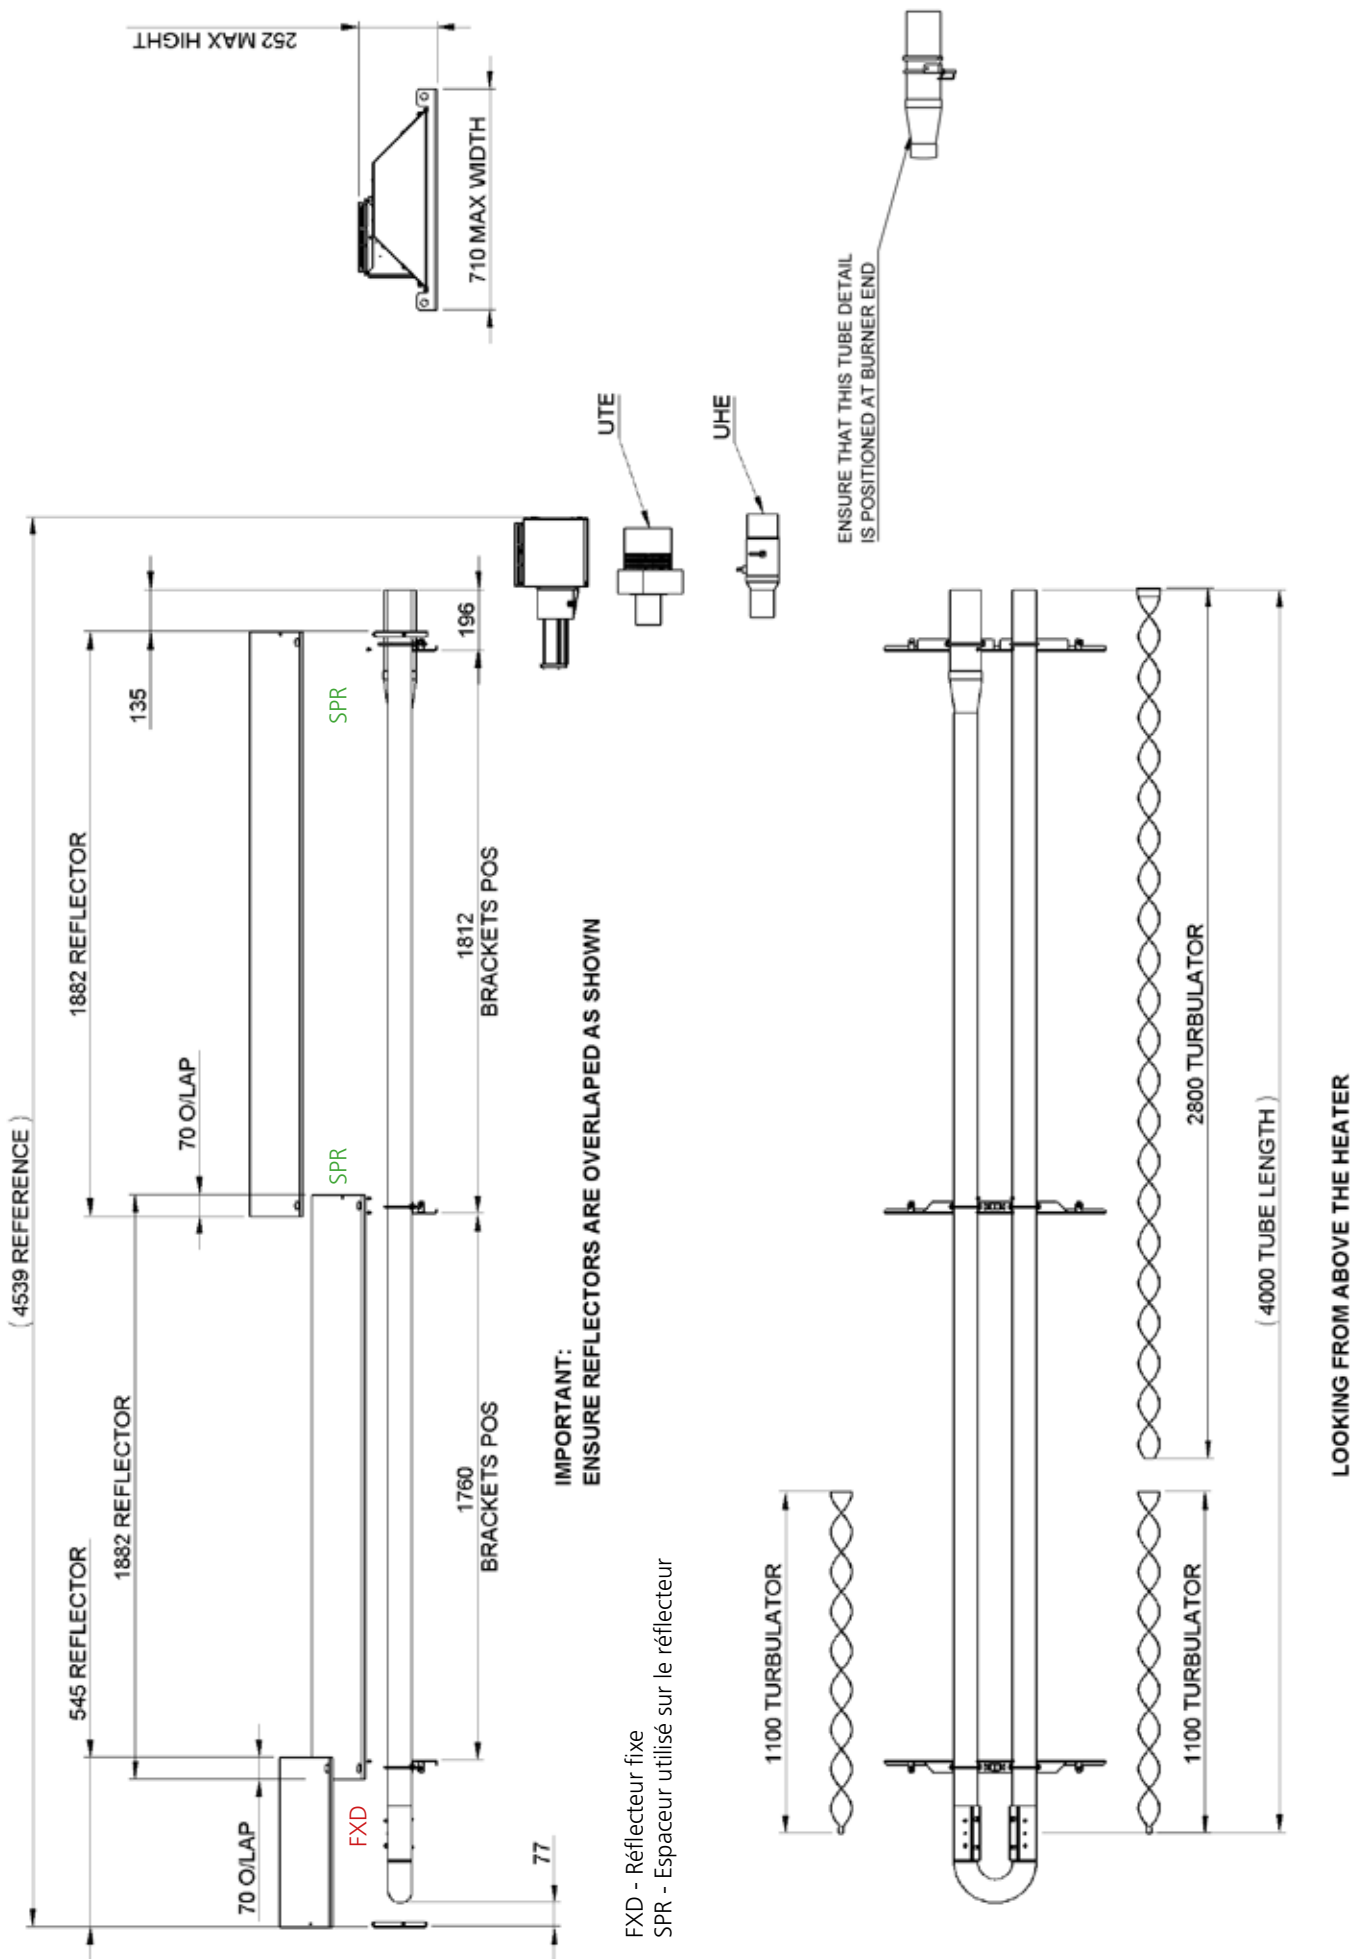 ( 4539 REFERENCE )
545 REFLECTOR
1882 REFLECTOR
1882 REFLECTOR
135
70 O/LAP
70 O/LAP
FXD
SPR
SPR
77
1760
BRACKETS POS
1812
BRACKETS POS
196
252 MAX HIGHT
710 MAX WIDTH
UTE
UHE
IMPORTANT:
ENSURE REFLECTORS ARE OVERLAPED AS SHOWN
FXD - Réflecteur fixe
SPR - Espaceur utilisé sur le réflecteur
ENSURE THAT THIS TUBE DETAIL
IS POSITIONED AT BURNER END
1100 TURBULATOR
1100 TURBULATOR
2800 TURBULATOR
( 4000 TUBE LENGTH )
LOOKING FROM ABOVE THE HEATER